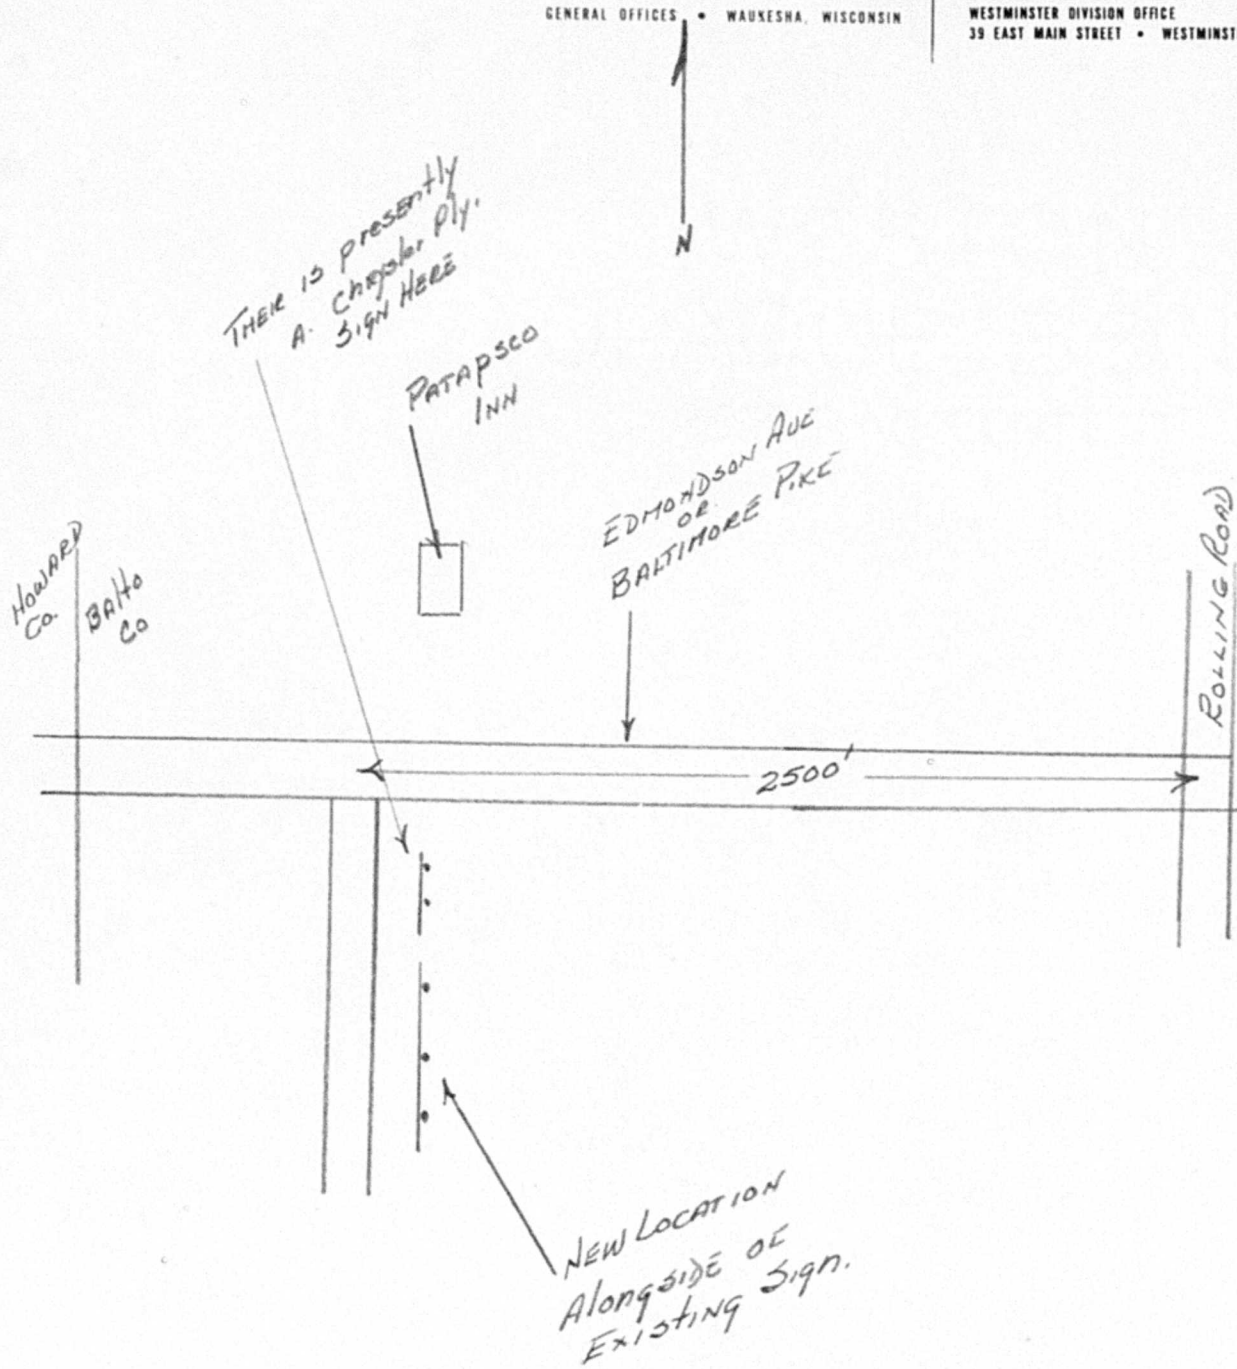 GENERAL OFFICES • WAUKESHA, WISCONSIN
WESTMINSTER DIVISION OFFICE
39 EAST MAIN STREET • WESTMINST
N
THEIR IS presently
A. Chrysler Ply.
SIGN HERE
PATAPSCO
INN
EDMONDSON AVE
OR
BALTIMORE PIKE
HOWARD
Co.
BAlto
Co
ROLLING ROAD
2500'
NEW LOCATION
AlongSIDE OF
EXISTING Sign.